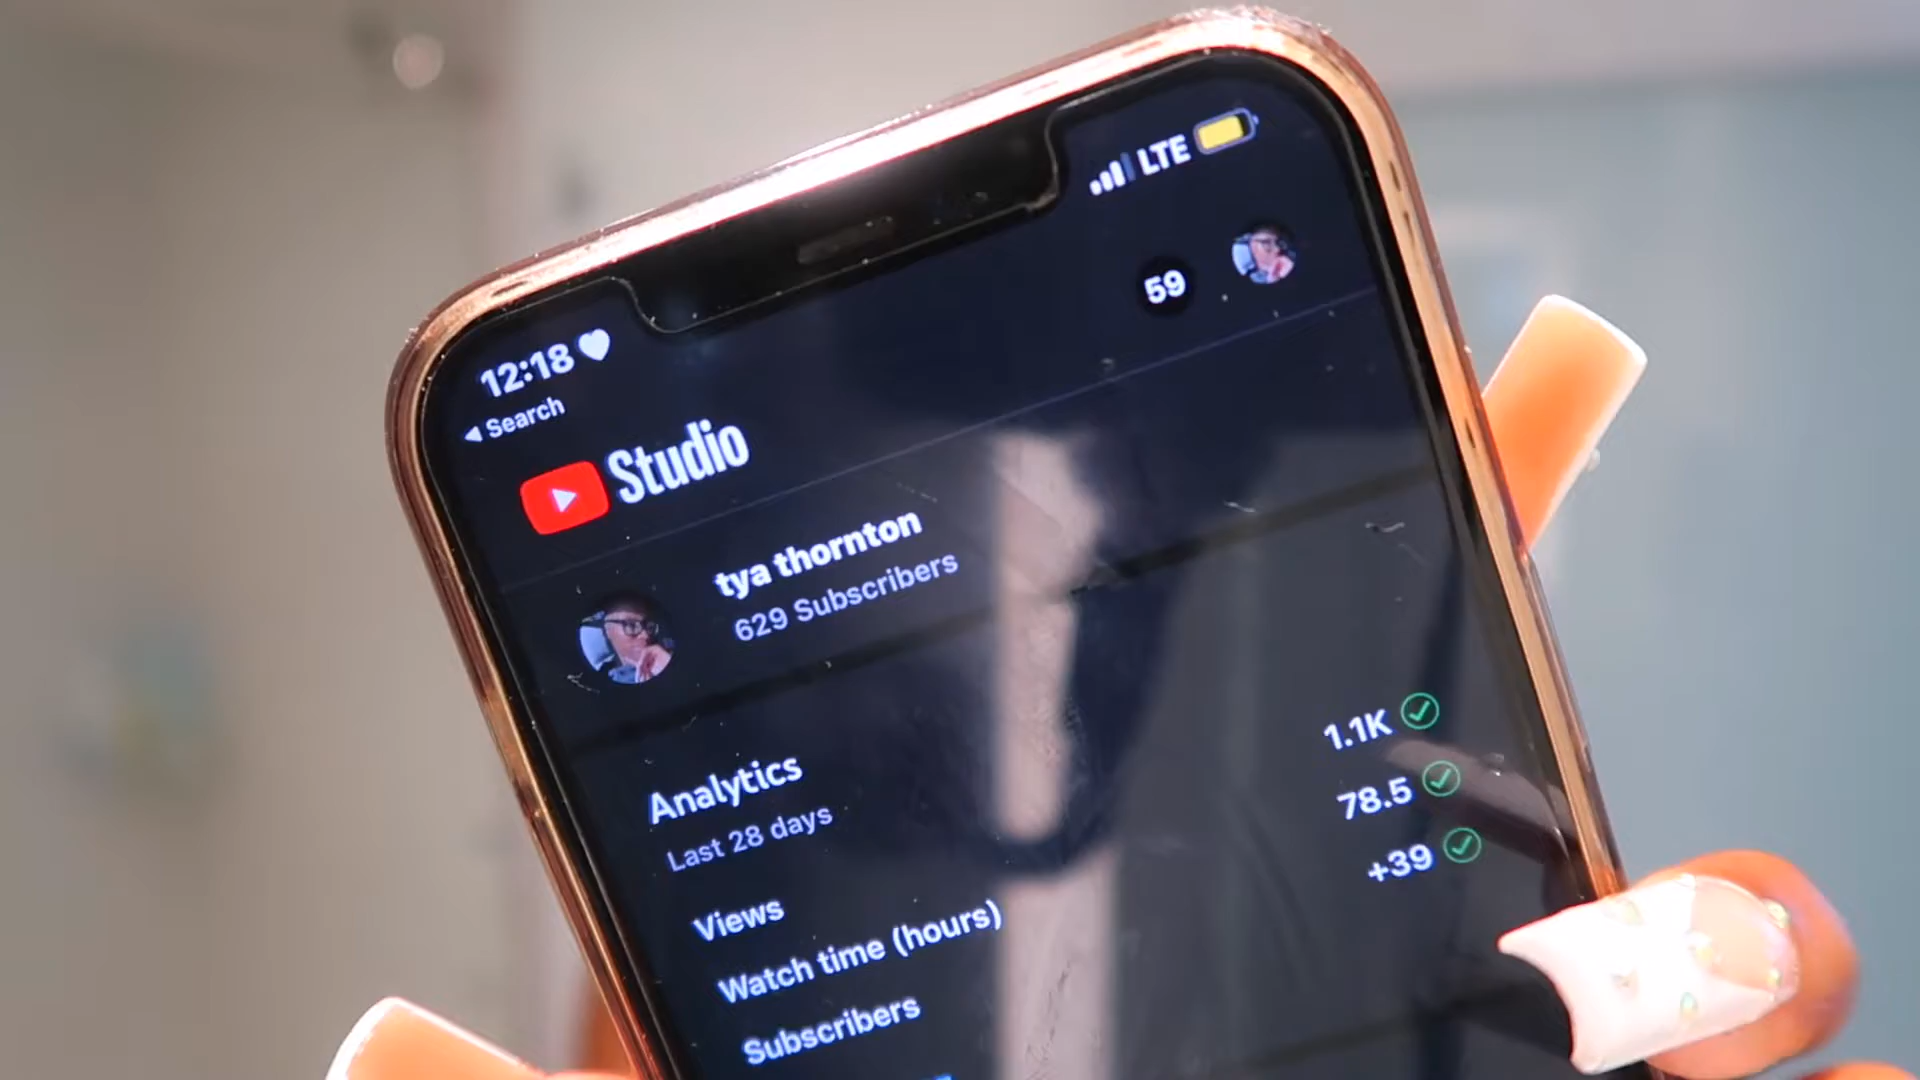 12:18
LTE
Search
59
Studio
tya thornton
629 Subscribers
Analytics
Last 28 days
Views 1.1K
Watch time (hours) 78.5
Subscribers +39